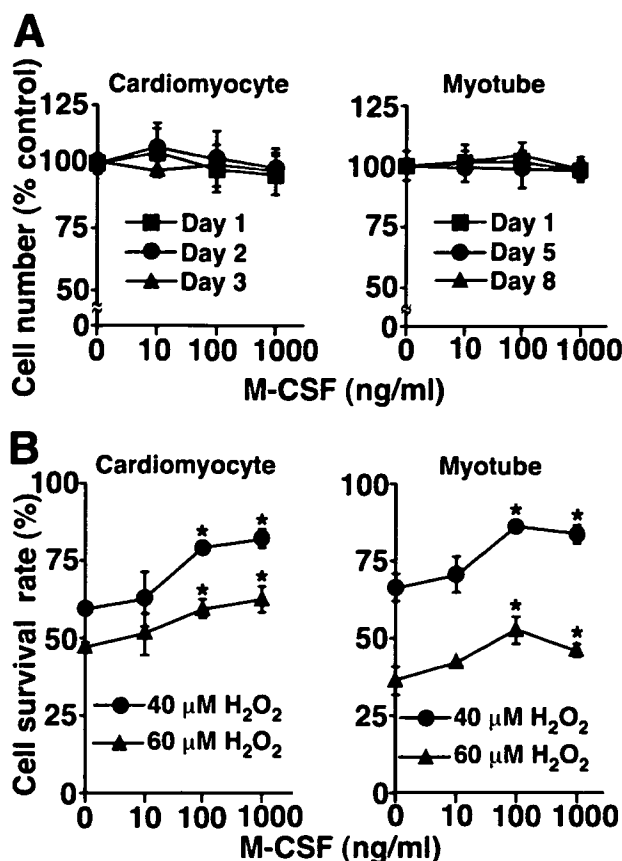 A
Cardiomyocyte
Myotube
Cell number (% control)
125
100
75
50
0
Day 1
Day 2
Day 3
0 10 100 1000
125
100
75
50
0
Day 1
Day 5
Day 8
0 10 100 1000
M-CSF (ng/ml)
B
Cardiomyocyte
Myotube
Cell survival rate (%)
100
75
50
25
0
* *
* *
40 μM H₂O₂
60 μM H₂O₂
0 10 100 1000
100
75
50
25
0
* *
* *
40 μM H₂O₂
60 μM H₂O₂
0 10 100 1000
M-CSF (ng/ml)